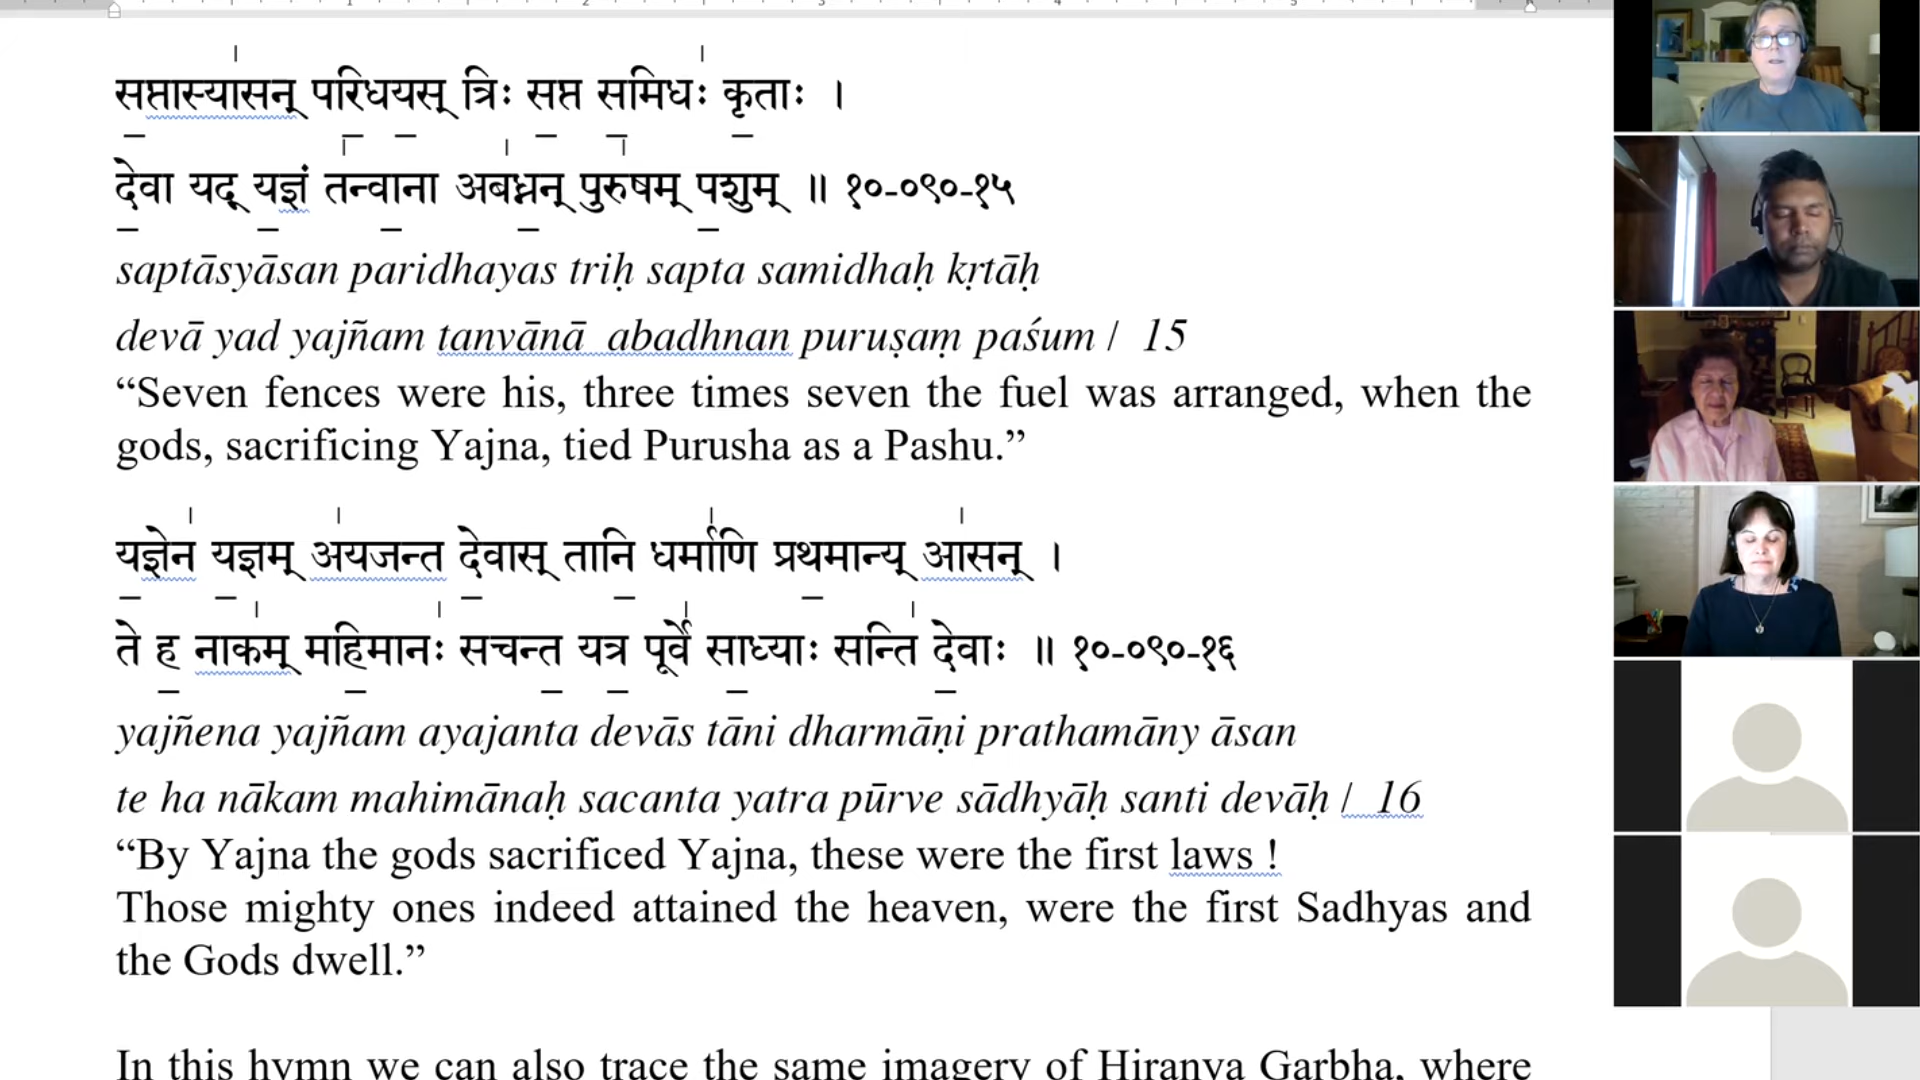 सप्तास्यासन् परिधयस् त्रिः सप्त समिधः कृताः ।
देवा यद् यज्ञं तन्वाना अबध्नन् पुरुषम् पशुम् ॥ १०-०९०-१५
saptāsyāsan paridhayas triḥ sapta samidhaḥ kṛtāḥ
devā yad yajñam tanvānā abadhnan puruṣaṃ paśum / 15
“Seven fences were his, three times seven the fuel was arranged, when the
gods, sacrificing Yajna, tied Purusha as a Pashu.”
यज्ञेन यज्ञम् अयजन्त देवास् तानि धर्माणि प्रथमान्य् आसन् ।
ते ह नाकम् महिमानः सचन्त यत्र पूर्वे साध्याः सन्ति देवाः ॥ १०-०९०-१६
yajñena yajñam ayajanta devās tāni dharmāṇi prathamāny āsan
te ha nākam mahimānaḥ sacanta yatra pūrve sādhyāḥ santi devāḥ / 16
“By Yajna the gods sacrificed Yajna, these were the first laws !
Those mighty ones indeed attained the heaven, were the first Sadhyas and
the Gods dwell.”
In this hymn we can also trace the same imagery of Hiranya Garbha, where